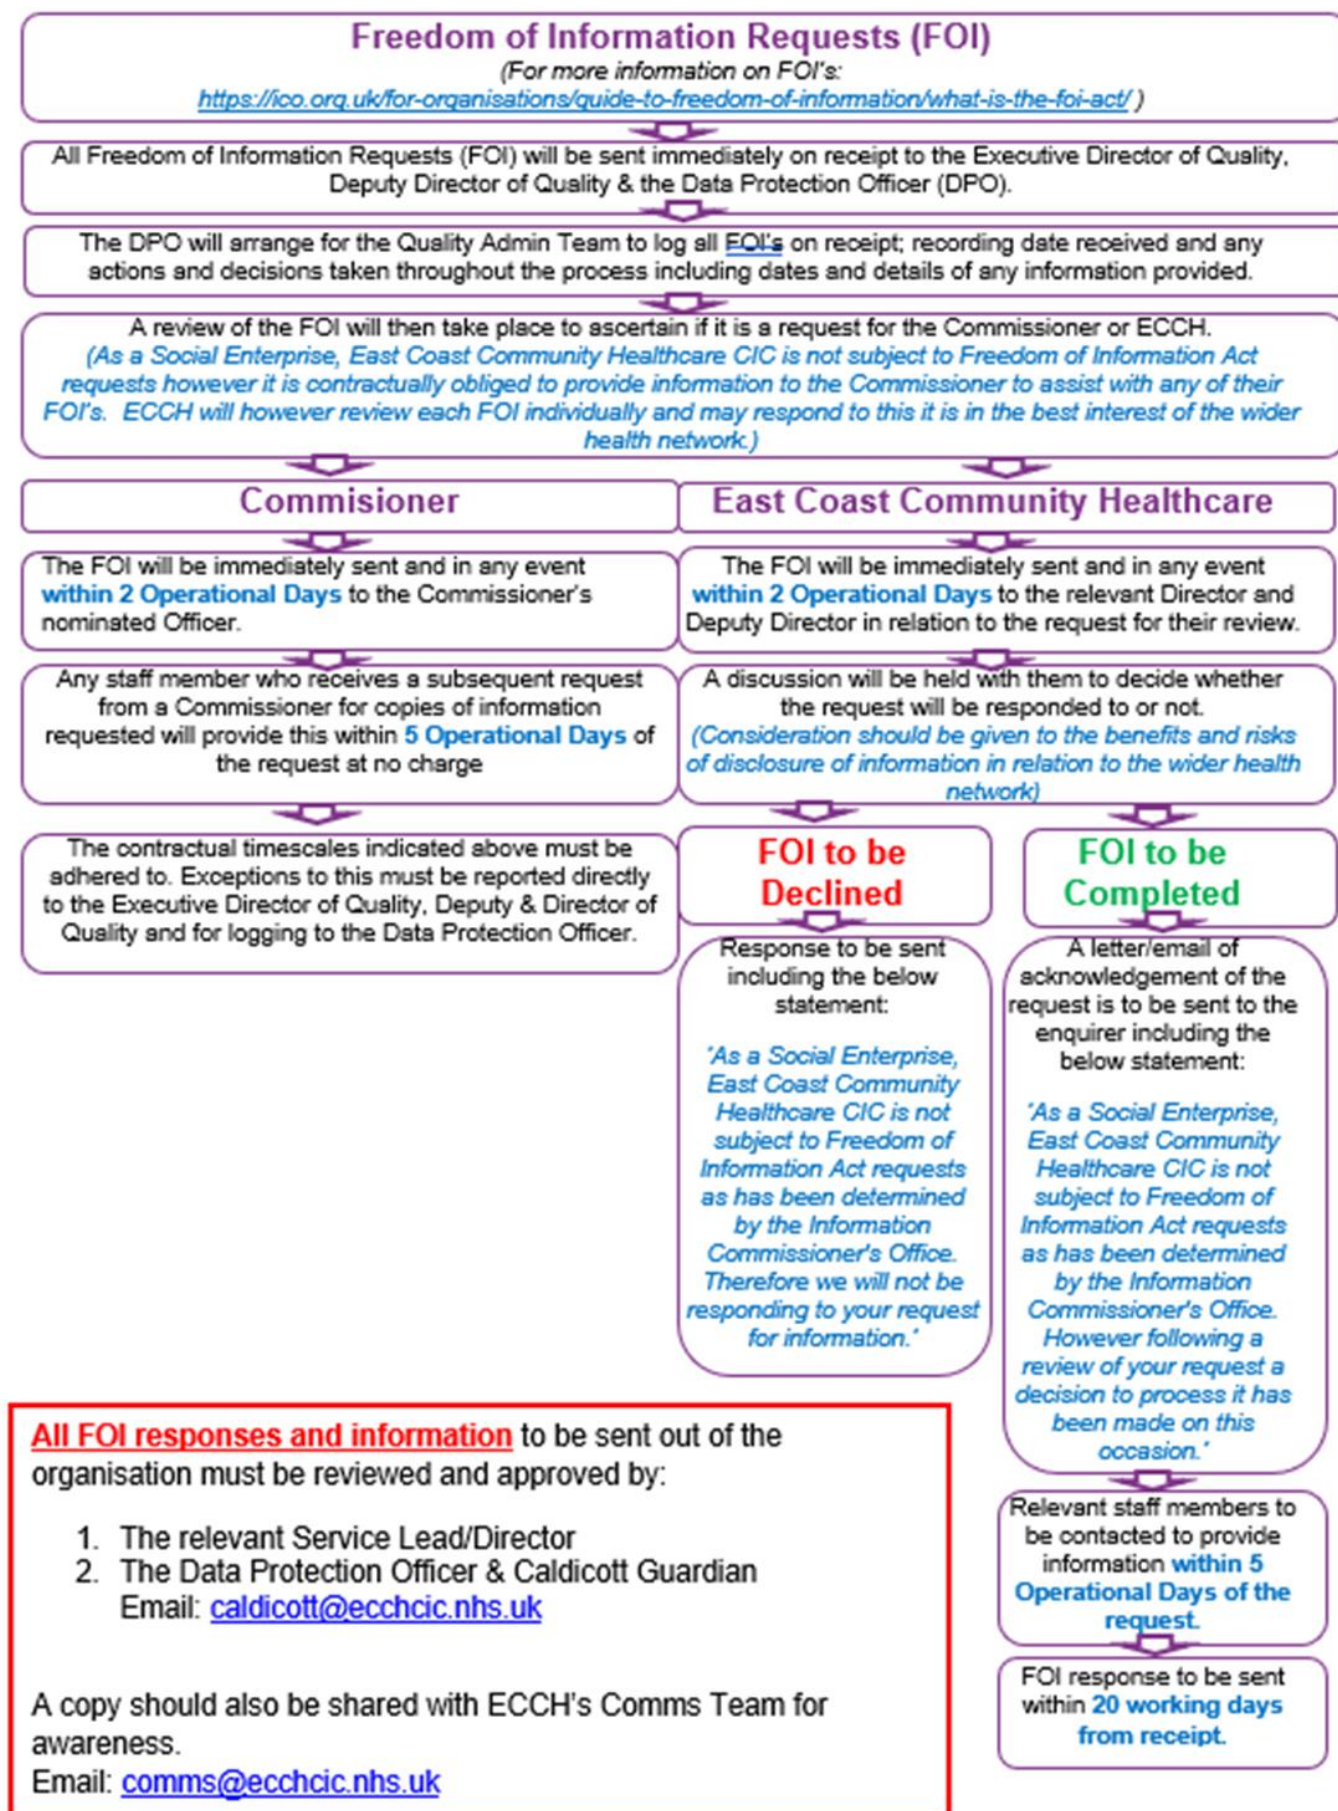 Freedom of Information Requests (FOI)
(For more information on FOI's:
https://ico.org.uk/for-organisations/guide-to-freedom-of-information/what-is-the-foi-act/ )
All Freedom of Information Requests (FOI) will be sent immediately on receipt to the Executive Director of Quality,
Deputy Director of Quality & the Data Protection Officer (DPO).
The DPO will arrange for the Quality Admin Team to log all FOI's on receipt; recording date received and any
actions and decisions taken throughout the process including dates and details of any information provided.
A review of the FOI will then take place to ascertain if it is a request for the Commissioner or ECCH.
(As a Social Enterprise, East Coast Community Healthcare CIC is not subject to Freedom of Information Act
requests however it is contractually obliged to provide information to the Commissioner to assist with any of their
FOI's. ECCH will however review each FOI individually and may respond to this it is in the best interest of the wider
health network.)
Commisioner
The FOI will be immediately sent and in any event
within 2 Operational Days to the Commissioner's
nominated Officer.
Any staff member who receives a subsequent request
from a Commissioner for copies of information
requested will provide this within 5 Operational Days of
the request at no charge
The contractual timescales indicated above must be
adhered to. Exceptions to this must be reported directly
to the Executive Director of Quality, Deputy & Director of
Quality and for logging to the Data Protection Officer.
East Coast Community Healthcare
The FOI will be immediately sent and in any event
within 2 Operational Days to the relevant Director and
Deputy Director in relation to the request for their review.
A discussion will be held with them to decide whether
the request will be responded to or not.
(Consideration should be given to the benefits and risks
of disclosure of information in relation to the wider health
network)
FOI to be
Declined
Response to be sent
including the below
statement:
'As a Social Enterprise,
East Coast Community
Healthcare CIC is not
subject to Freedom of
Information Act requests
as has been determined
by the Information
Commissioner's Office.
Therefore we will not be
responding to your request
for information.'
FOI to be
Completed
A letter/email of
acknowledgement of the
request is to be sent to the
enquirer including the
below statement:
'As a Social Enterprise,
East Coast Community
Healthcare CIC is not
subject to Freedom of
Information Act requests
as has been determined
by the Information
Commissioner's Office.
However following a
review of your request a
decision to process it has
been made on this
occasion.'
Relevant staff members to
be contacted to provide
information within 5
Operational Days of the
request.
FOI response to be sent
within 20 working days
from receipt.
All FOI responses and information to be sent out of the
organisation must be reviewed and approved by:
1. The relevant Service Lead/Director
2. The Data Protection Officer & Caldicott Guardian
Email: caldicott@ecchcic.nhs.uk
A copy should also be shared with ECCH's Comms Team for
awareness.
Email: comms@ecchcic.nhs.uk